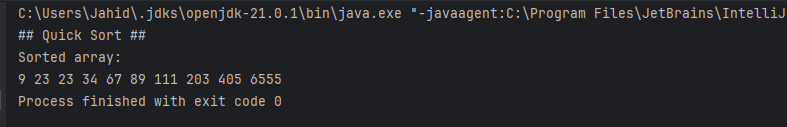 C:\Users\Jahid\.jdks\openjdk-21.0.1\bin\java.exe "-javaagent:C:\Program Files\JetBrains\IntelliJ
## Quick Sort ##
Sorted array:
9 23 23 34 67 89 111 203 405 6555
Process finished with exit code 0